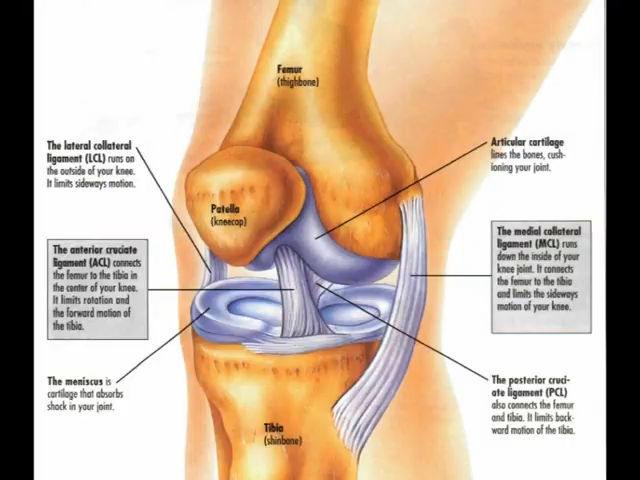 Femur
(thighbone)
The lateral collateral
ligament (LCL) runs on
the outside of your knee.
It limits sideways motion.
Articular cartilage
lines the bones, cush-
ioning your joint.
Patella
(kneecap)
The anterior cruciate
ligament (ACL) connects
the femur to the tibia in
the center of your knee.
It limits rotation and
the forward motion of
the tibia.
The medial collateral
ligament (MCL) runs
down the inside of your
knee joint. It connects
the femur to the tibia
and limits the sideways
motion of your knee.
The meniscus is
cartilage that absorbs
shock in your joint.
The posterior cruci-
ate ligament (PCL)
also connects the femur
and tibia. It limits back-
ward motion of the tibia.
Tibia
(shinbone)